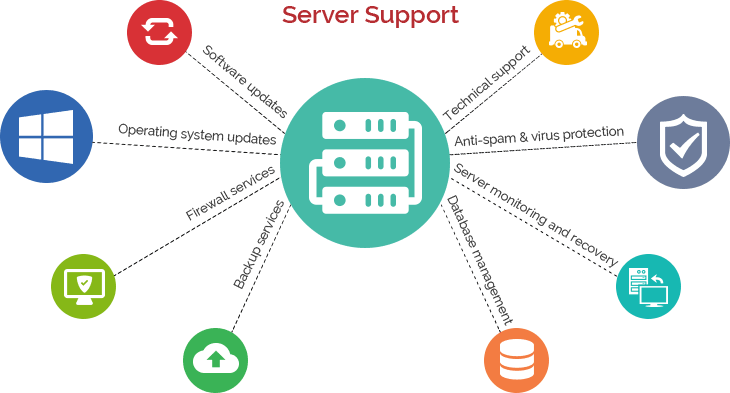 Server Support
Software updates
Technical support
Operating system updates
Anti-spam & virus protection
Firewall services
Server monitoring and recovery
Backup services
Database management